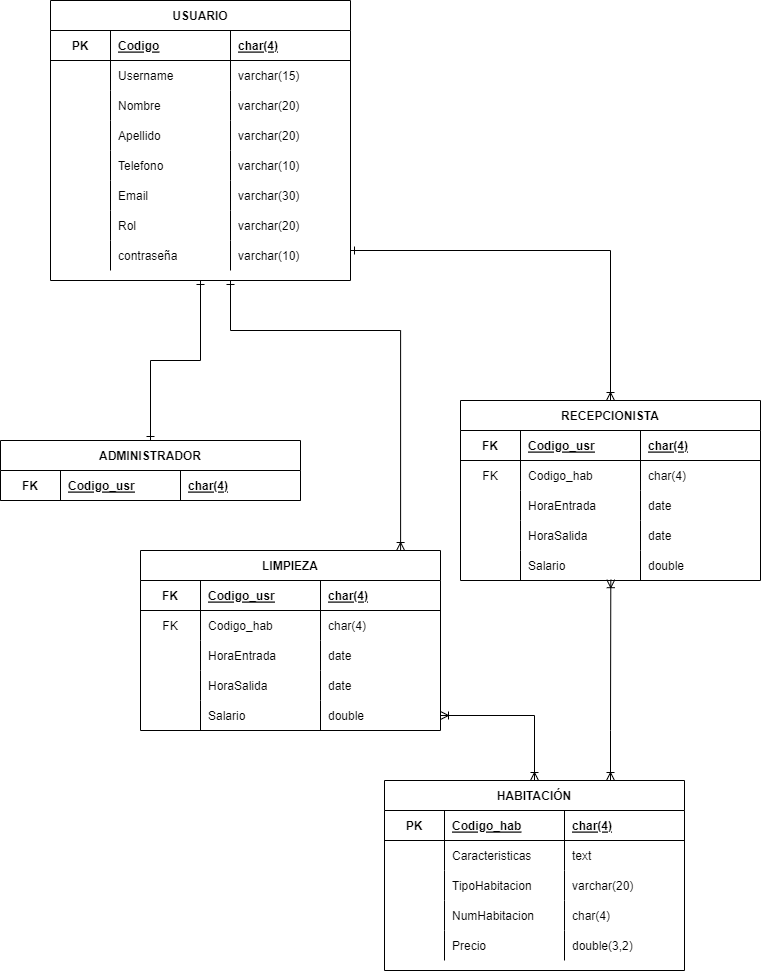 USUARIO
PK Codigo char(4)
Username varchar(15)
Nombre varchar(20)
Apellido varchar(20)
Telefono varchar(10)
Email varchar(30)
Rol varchar(20)
contraseña varchar(10)
RECEPCIONISTA
FK Codigo_usr char(4)
FK Codigo_hab char(4)
HoraEntrada date
HoraSalida date
Salario double
ADMINISTRADOR
FK Codigo_usr char(4)
LIMPIEZA
FK Codigo_usr char(4)
FK Codigo_hab char(4)
HoraEntrada date
HoraSalida date
Salario double
HABITACIÓN
PK Codigo_hab char(4)
Caracteristicas text
TipoHabitacion varchar(20)
NumHabitacion char(4)
Precio double(3,2)